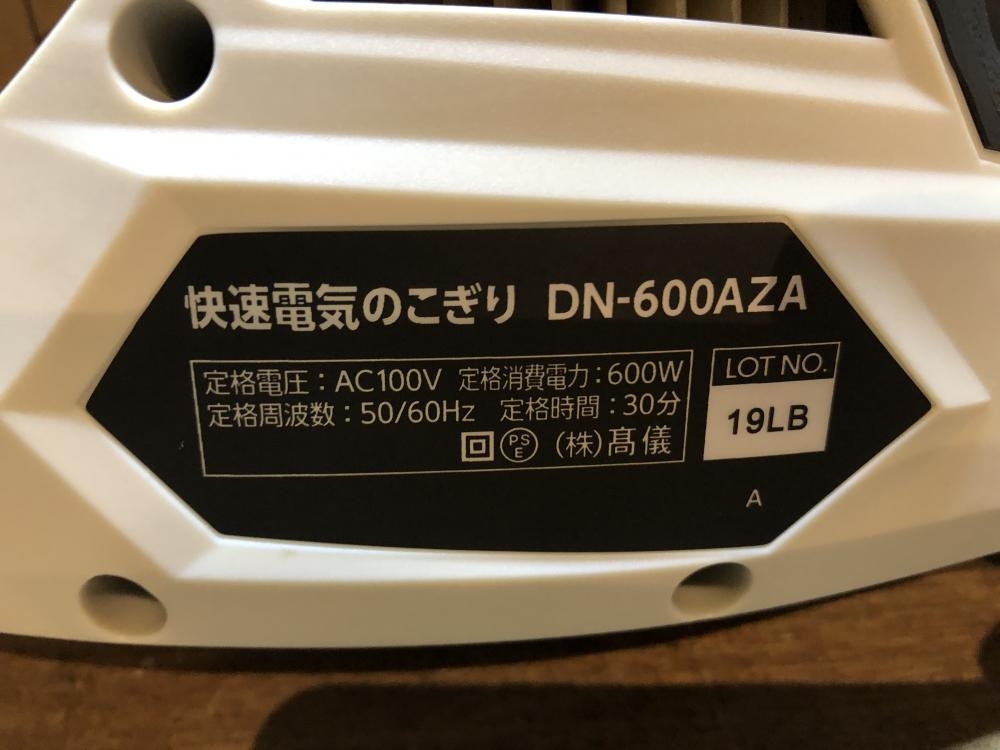 快速電気のこぎり DN-600AZA
定格電圧：AC100V 定格消費電力：600W
定格周波数：50/60Hz 定格時間：30分
PSE (株)髙儀
LOT NO.
19LB
A